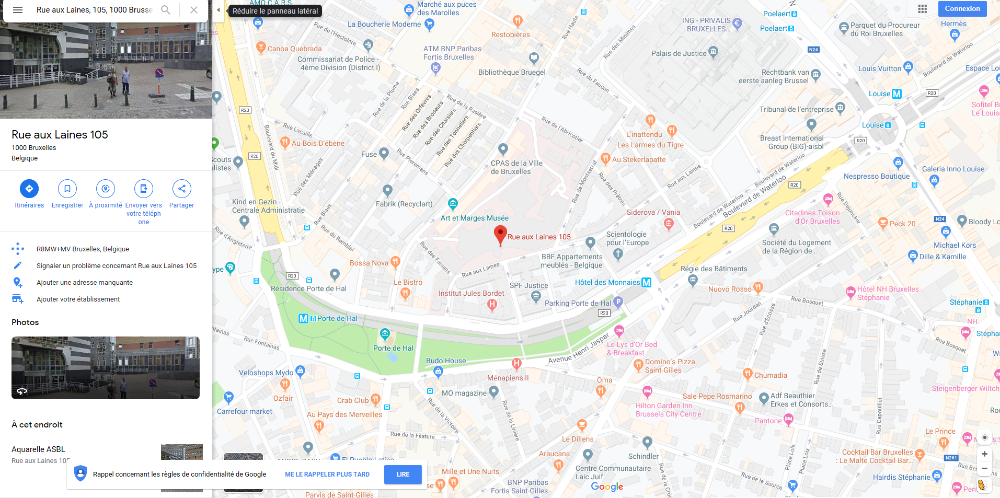 Rue aux Laines, 105, 1000 Brusse
Réduire le panneau latéral
Connexion
Rue aux Laines 105
1000 Bruxelles
Belgique
Itinéraires
Enregistrer
À proximité
Envoyer vers
votre téléph
one
Partager
R8MW+MV Bruxelles, Belgique
Signaler un problème concernant Rue aux Laines 105
Ajouter une adresse manquante
Ajouter votre établissement
Photos
À cet endroit
Aquarelle ASBL
Rue aux Laines 105
Rappel concernant les règles de confidentialité de Google
ME LE RAPPELER PLUS TARD
LIRE
AMO C.A.R.S
Marché aux puces
des Marolles
La Boucherie Moderne
Rue de l'Hectolitre
Restobières
Rue Haute
Rue des Minimes
ING - PRIVALIS
BRUXELLES...
Poelaert
Poelaert
Parquet du Procureur
du Roi Bruxelles
Hermès
Canoa Quebrada
Commissariat de Police -
4ème Division (District I)
ATM BNP Paribas
Fortis Bruxelles
Bibliothèque Bruegel
Palais de Justice
N24
Boulevard de Waterloo
Rechtbank van
eerste aanleg Brussel
Louis Vuitton
Espace Lou
Rue du Faucon
Louise
R20
Sofitel Br
Le Louise
Rue de la Plume
Rue Blaes
Rue de la Rasière
Rue des Orfèvres
Rue des Brodeurs
Rue des Chaisiers
Rue des Tonneliers
Rue des Charpentiers
R20
Tribunal de l'entreprise
Louise
Rue Lacaille
Boulevard du Midi
Au Bois D'ébène
Rue de l'Abricotier
L'inattendu
Les Larmes du Tigre
Breast International
Group (BIG)-aisbl
R20
R20
Fuse
Rue Pieremans
CPAS de la Ville
de Bruxelles
Au Stekerlapatte
Rue de Montserrat
Rue aux Laines
Boulevard de Waterloo
Nespresso Boutique
Galeria Inno Louise
Scouts
alistes
Rue des Ménages
Rue des Prêtres
Boulevard de Waterloo
R20
Kind en Gezin -
Centrale Administratie
Fabrik (Recyclart)
Art et Marges Musée
Siderova / Vania
Boulevard de Waterloo
Citadines Toison
d'Or Bruxelles
Rue Dejoncker
N24
Peck 20
Bloody Lo
Rue d'Angleterre
Rue Blaes
Rue du Remblai
Rue aux Laines 105
Scientologie
pour l'Europe
R20
Société du Logement
de la Région de...
Michael Kors
Dille & Kamille
Bossa Nova
Rue des Faisans
Rue aux Laines
BBF Appartements
meublés - Belgique
Régie des Bâtiments
ype
R20
Résidence Porte de Hal
Le Bistro
Institut Jules Bordet
SPF Justice
Hôtel des Monnaies
Nuovo Rosso
Hôtel NH Bruxelles
Stéphanie
Parking Porte de Hal
R20
Rue Bosquet
Rue Jourdan
Rue d'Ecosse
Stéphanie
NH
Porte de Hal
Porte de Hal
Rue Fontainas
Le Lys d'Or Bed
& Breakfast
Avenue Henri Jaspar
Rue Bosquet
Budo House
Veloshops Mydo
Ménapiens II
Domino's Pizza
Saint-Gilles
Chumadia
Rue de Suisse
Ozfair
Crab Club
MO magazine
Oma
Sale Pepe Rosmarino
Adf Beauthier
Erkes et Consorts...
Steigenberger Wiltch
Carrefour market
Au Pays des Merveilles
Rue de la Victoire
Rue de la Linière
Hilton Garden Inn
Brussels City Centre
Pantone
Rue Capouillet
Rue de la Filature
Le Dillens
Le Prince
Araucana
Schindler
Place Loix
Place Loix
Cocktail Bar Bruxelles
: Le Malte Cocktail Bar...
N261
El Pueblo Latino
Mille et Une Nuits
Centre Communautaire
Laic Juif
Rue de la Source
Hairdis Stéphanie
Parvis de Saint-Gilles
BNP Paribas
Fortis Saint-Gilles
Google